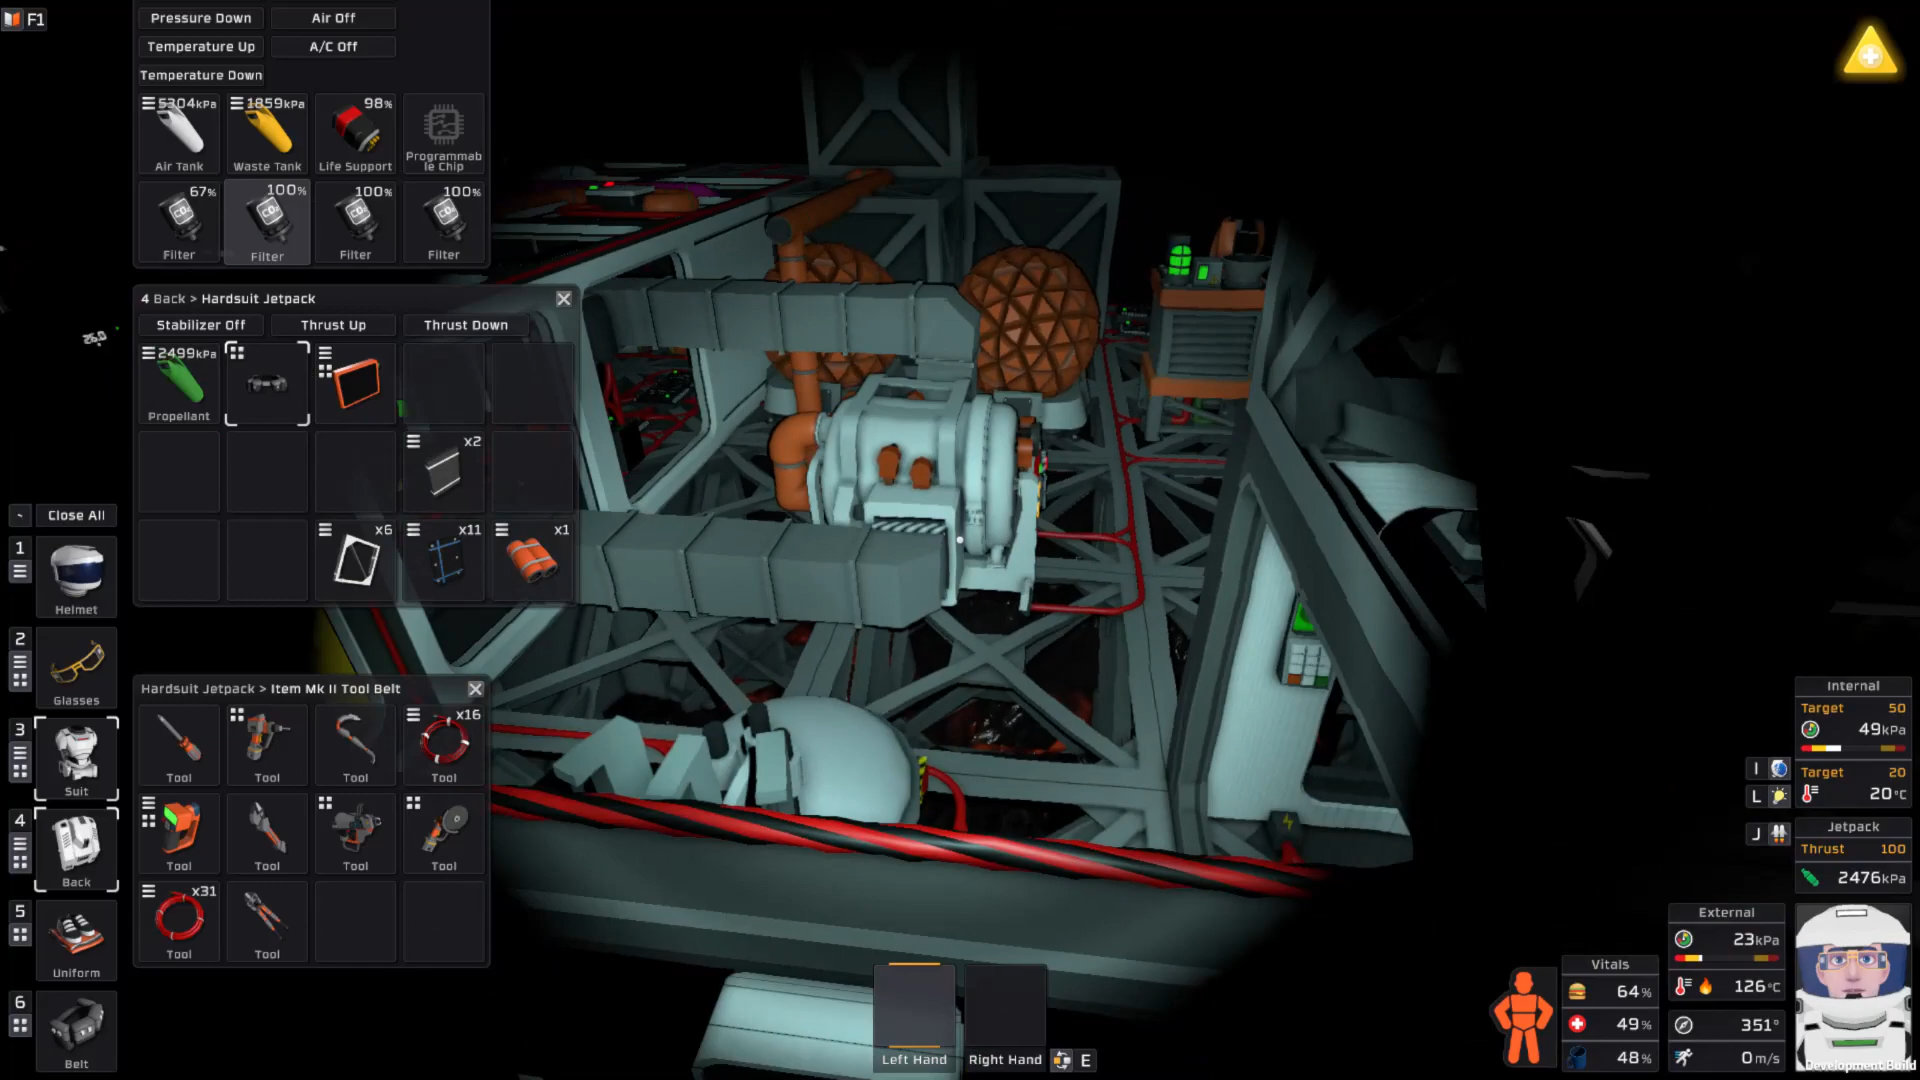 F1
Pressure Down
Air Off
Temperature Up
A/C Off
Temperature Down
5304kPa
Air Tank
1859kPa
Waste Tank
98%
Life Support
Programmab
le Chip
67%
Filter
100%
Filter
100%
Filter
100%
Filter
4 Back > Hardsuit Jetpack
Stabilizer Off
Thrust Up
Thrust Down
2499kPa
Propellant
x2
x6
x11
x1
~
Close All
1
Helmet
2
Glasses
3
Suit
4
Back
5
Uniform
6
Belt
Hardsuit Jetpack > Item Mk II Tool Belt
Tool
Tool
Tool
x16
Tool
Tool
Tool
Tool
Tool
x31
Tool
Tool
Left Hand
Right Hand
E
Internal
Target 50
49kPa
Target 20
20°C
I
L
J
Jetpack
Thrust 100
2476kPa
External
23kPa
126°C
351°
0m/s
Vitals
64%
49%
48%
Development Build